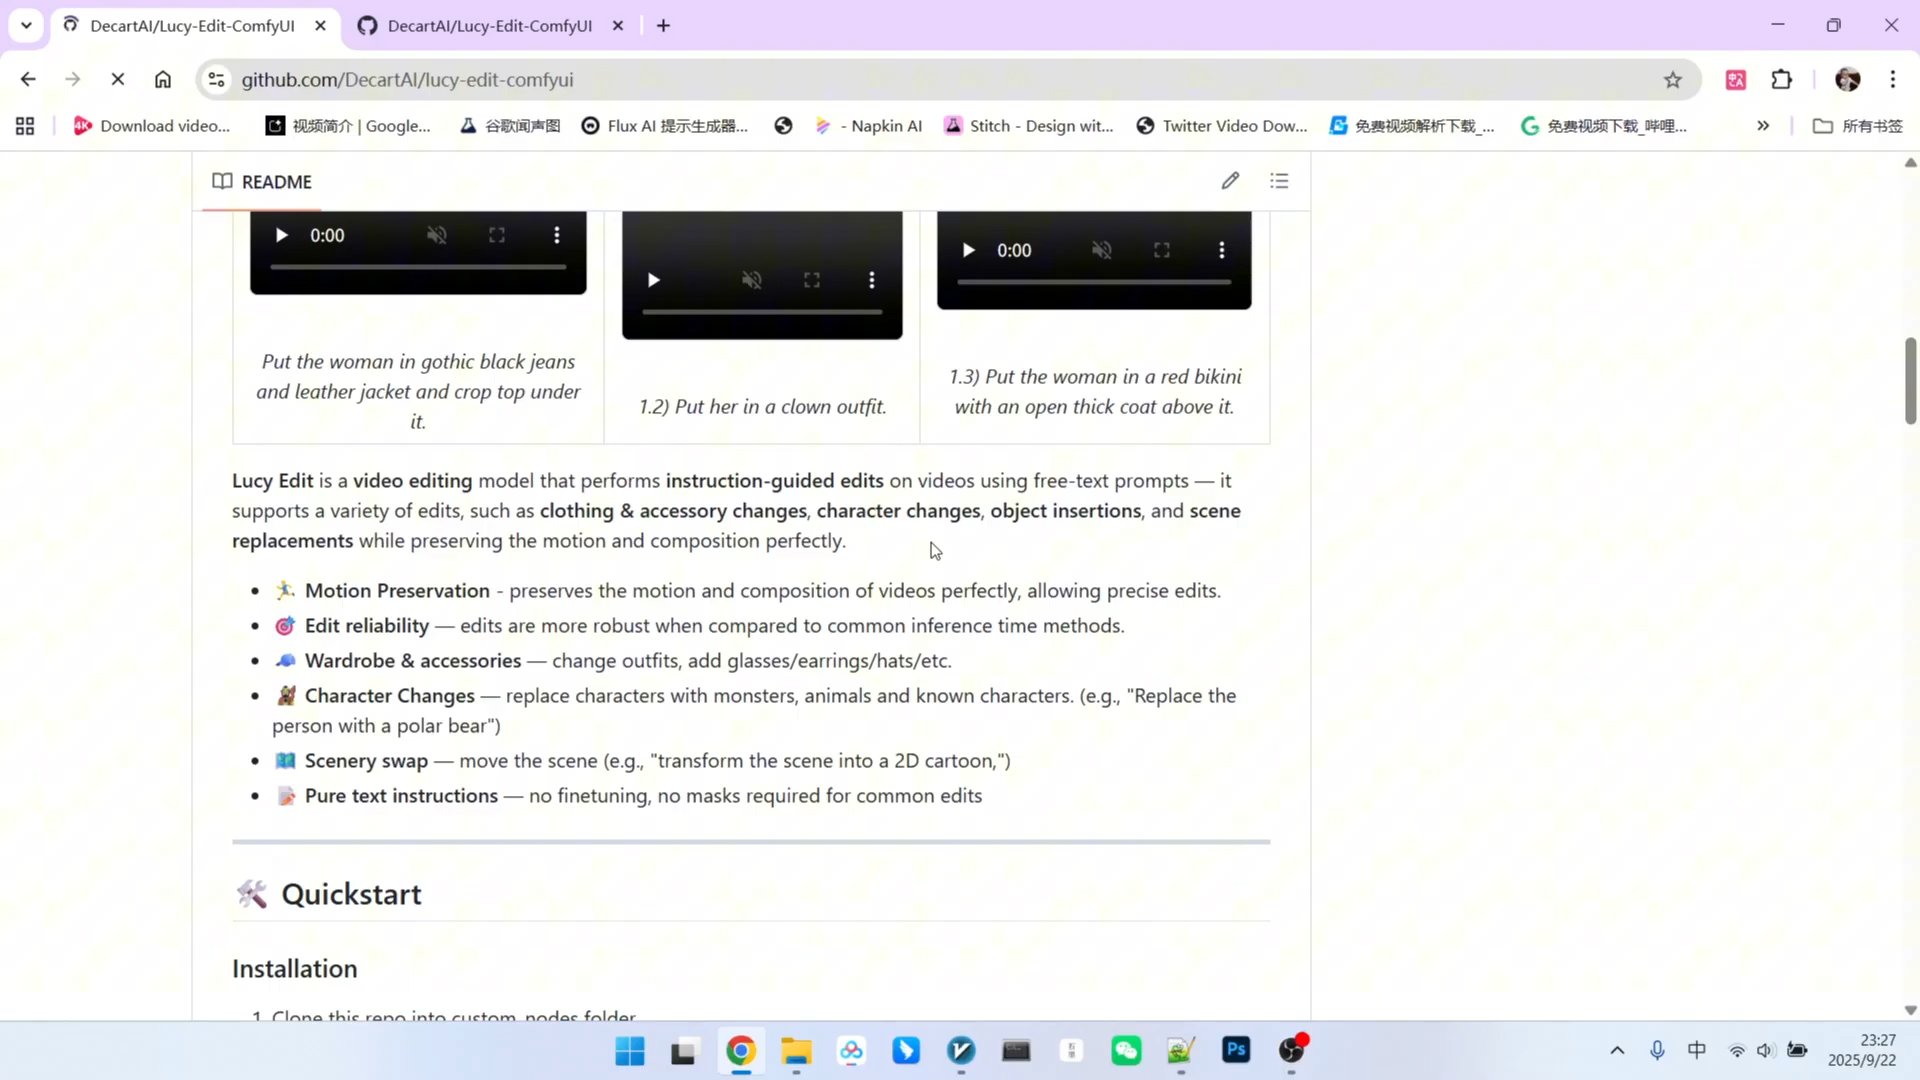 DecartAI/Lucy-Edit-ComfyUI
DecartAI/Lucy-Edit-ComfyUI
github.com/DecartAI/lucy-edit-comfyui
Download video...
视频简介 | Google...
谷歌闻声图
Flux AI 提示生成器...
- Napkin AI
Stitch - Design wit...
Twitter Video Dow...
免费视频解析下载_...
免费视频下载_哔哩...
所有书签
README
0:00
0:00
Put the woman in gothic black jeans
and leather jacket and crop top under
it.
1.2) Put her in a clown outfit.
1.3) Put the woman in a red bikini
with an open thick coat above it.
Lucy Edit is a video editing model that performs instruction-guided edits on videos using free-text prompts — it
supports a variety of edits, such as clothing & accessory changes, character changes, object insertions, and scene
replacements while preserving the motion and composition perfectly.
Motion Preservation - preserves the motion and composition of videos perfectly, allowing precise edits.
Edit reliability — edits are more robust when compared to common inference time methods.
Wardrobe & accessories — change outfits, add glasses/earrings/hats/etc.
Character Changes — replace characters with monsters, animals and known characters. (e.g., "Replace the
person with a polar bear")
Scenery swap — move the scene (e.g., "transform the scene into a 2D cartoon,")
Pure text instructions — no finetuning, no masks required for common edits
Quickstart
Installation
1. Clone this repo into custom_nodes folder
Ps
中
23:27
2025/9/22